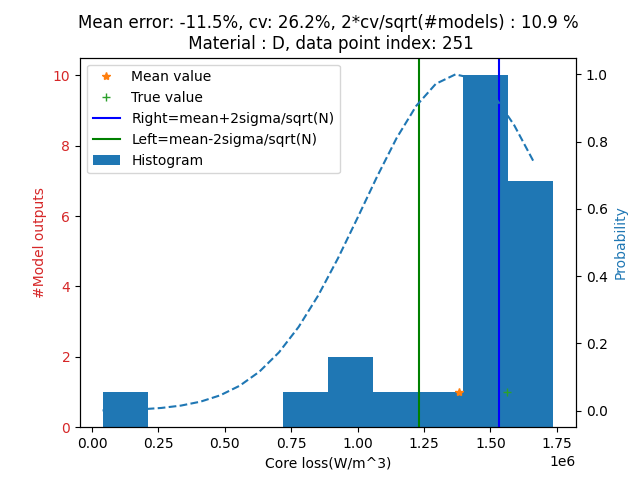 Mean error: -11.5%, cv: 26.2%, 2*cv/sqrt(#models) : 10.9 %
Material : D, data point index: 251
Mean value
True value
Right=mean+2sigma/sqrt(N)
Left=mean-2sigma/sqrt(N)
Histogram
#Model outputs
10
8
6
4
2
0
Probability
1.0
0.8
0.6
0.4
0.2
0.0
0.00 0.25 0.50 0.75 1.00 1.25 1.50 1.75
1e6
Core loss(W/m^3)